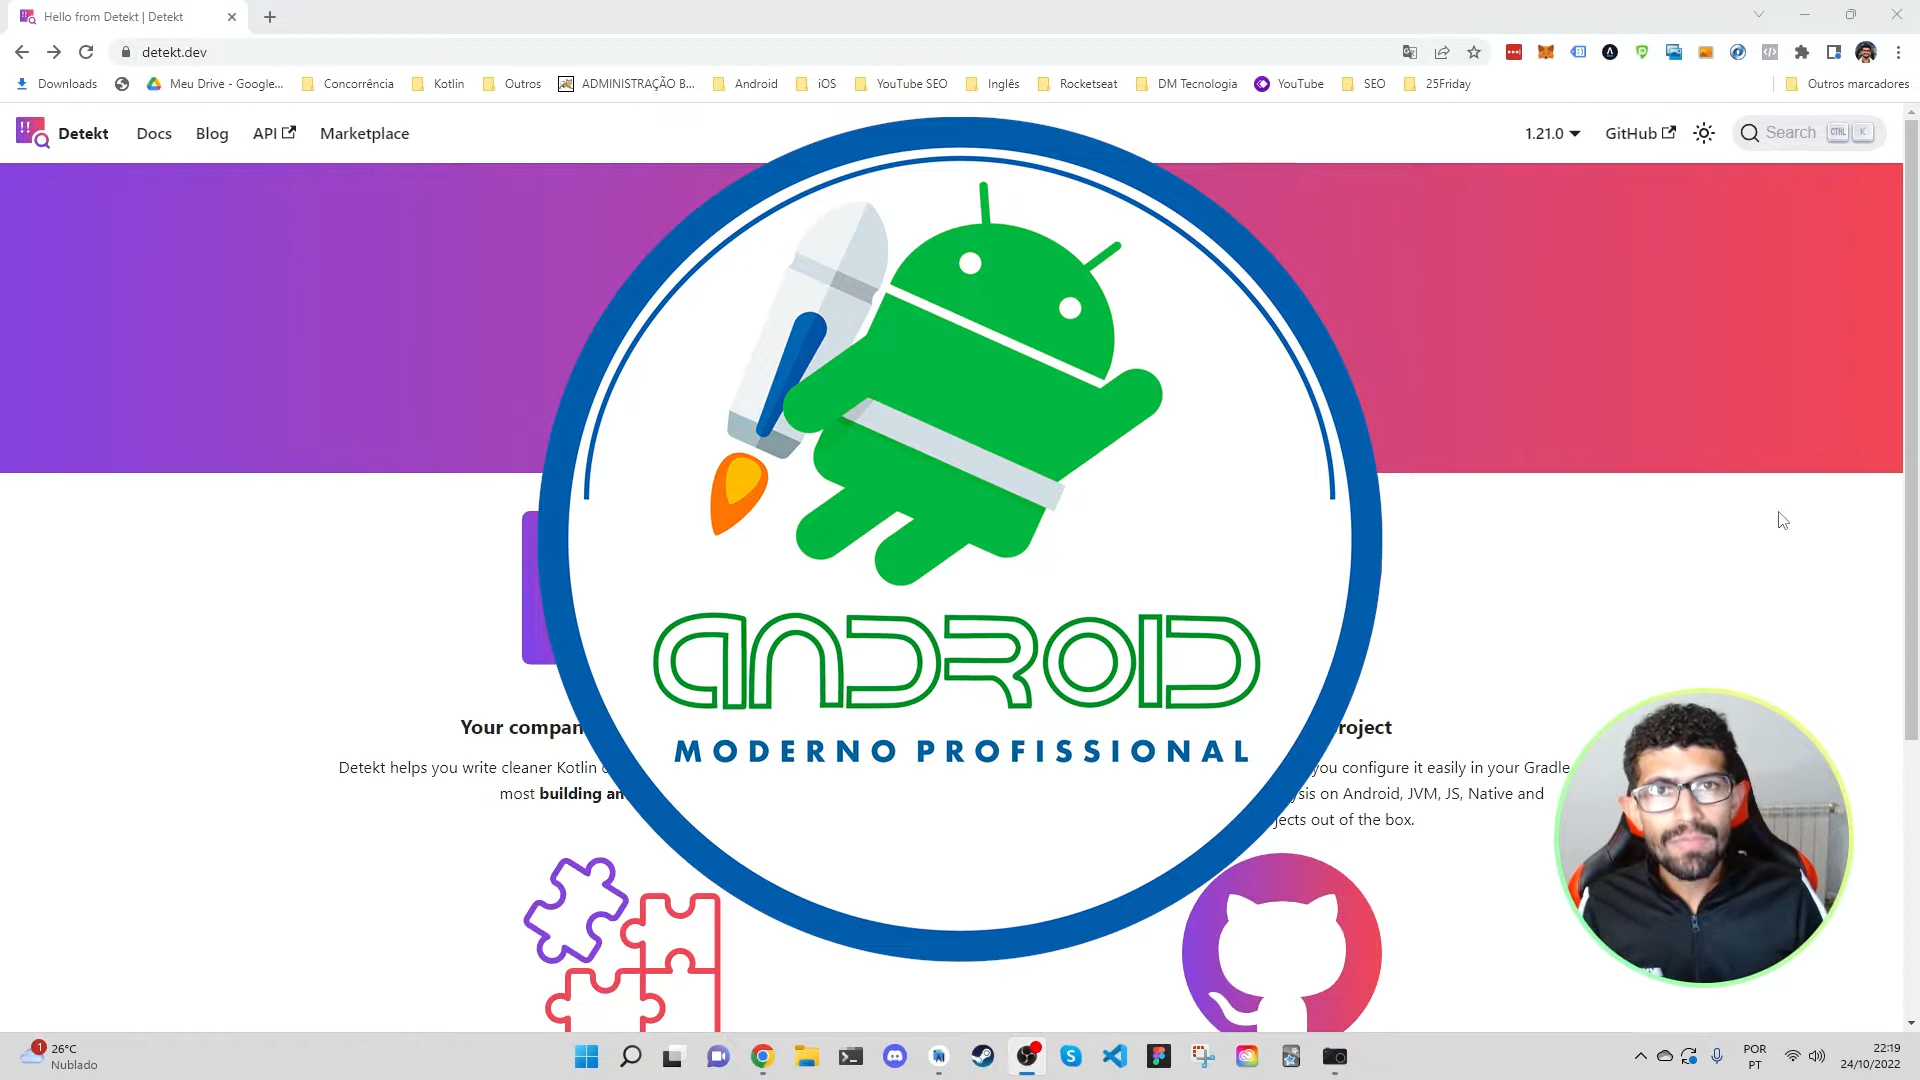 Hello from Detekt | Detekt
detekt.dev
Downloads
Meu Drive - Google...
Concorrência
Kotlin
Outros
ADMINISTRAÇÃO B...
Android
iOS
YouTube SEO
Inglês
Rocketseat
DM Tecnologia
YouTube
SEO
25Friday
Outros marcadores
Detekt
Docs
Blog
API
Marketplace
1.21.0
GitHub
Search
CTRL
K
ANDROID
MODERNO PROFISSIONAL
Your compan
roject
Detekt helps you write cleaner Kotlin
you configure it easily in your Gradle
most building an
ysis on Android, JVM, JS, Native and
jects out of the box.
1
26°C
Nublado
POR
PT
22:19
24/10/2022